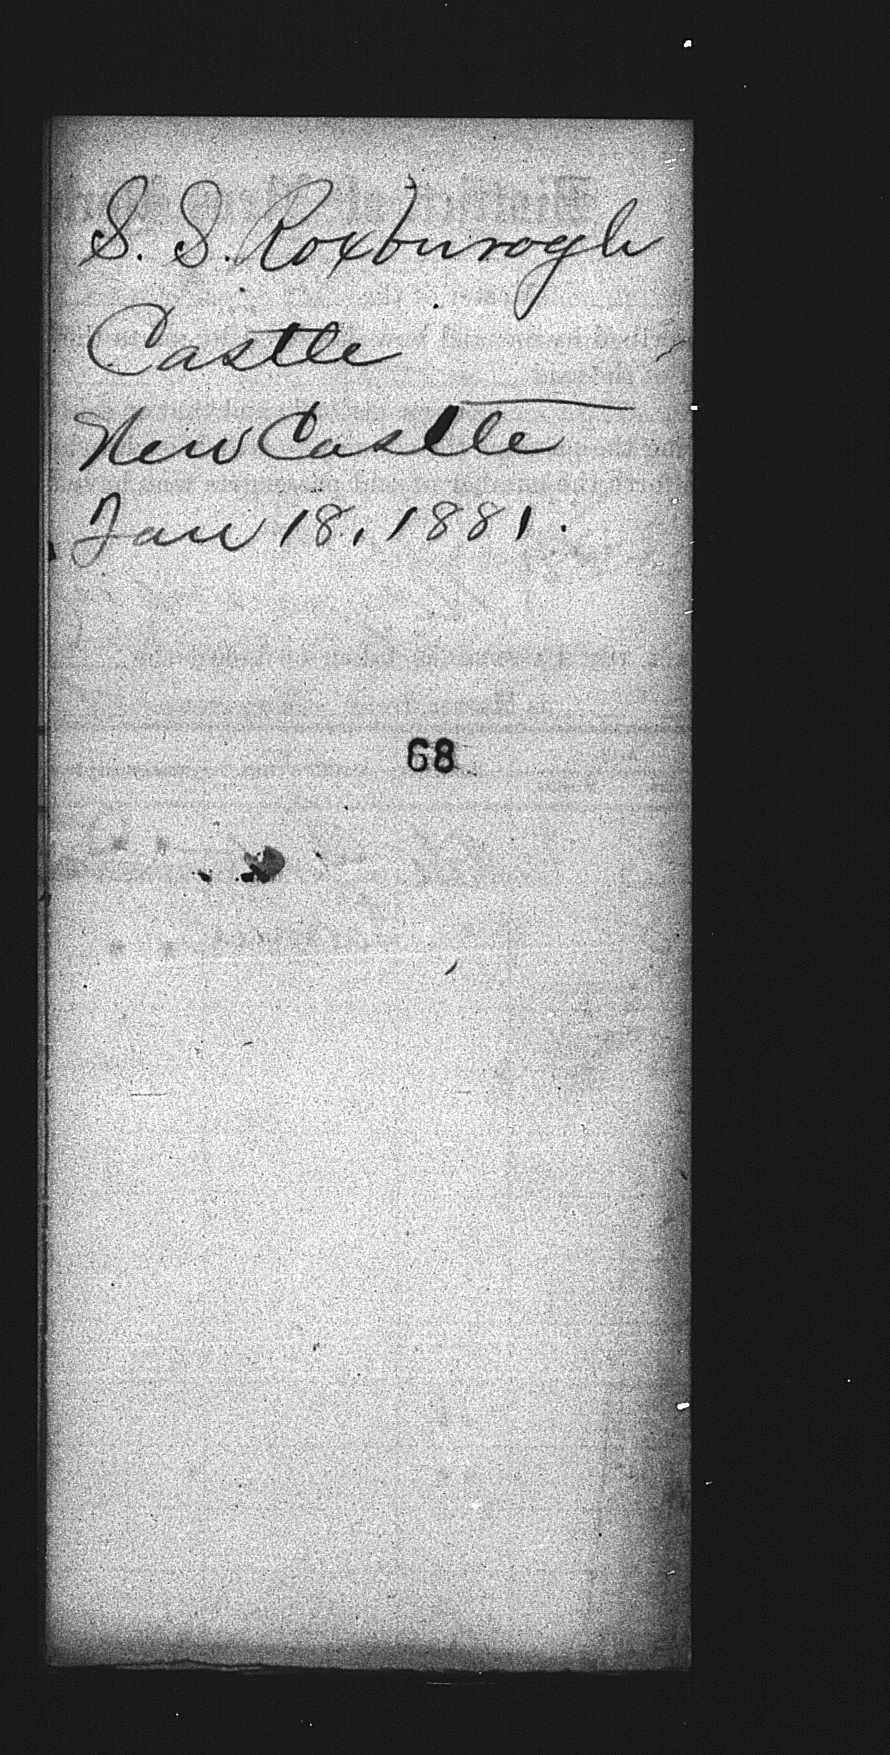 S. S. Roxburogh
Castle
New Castle
Jan 18, 1881.
68